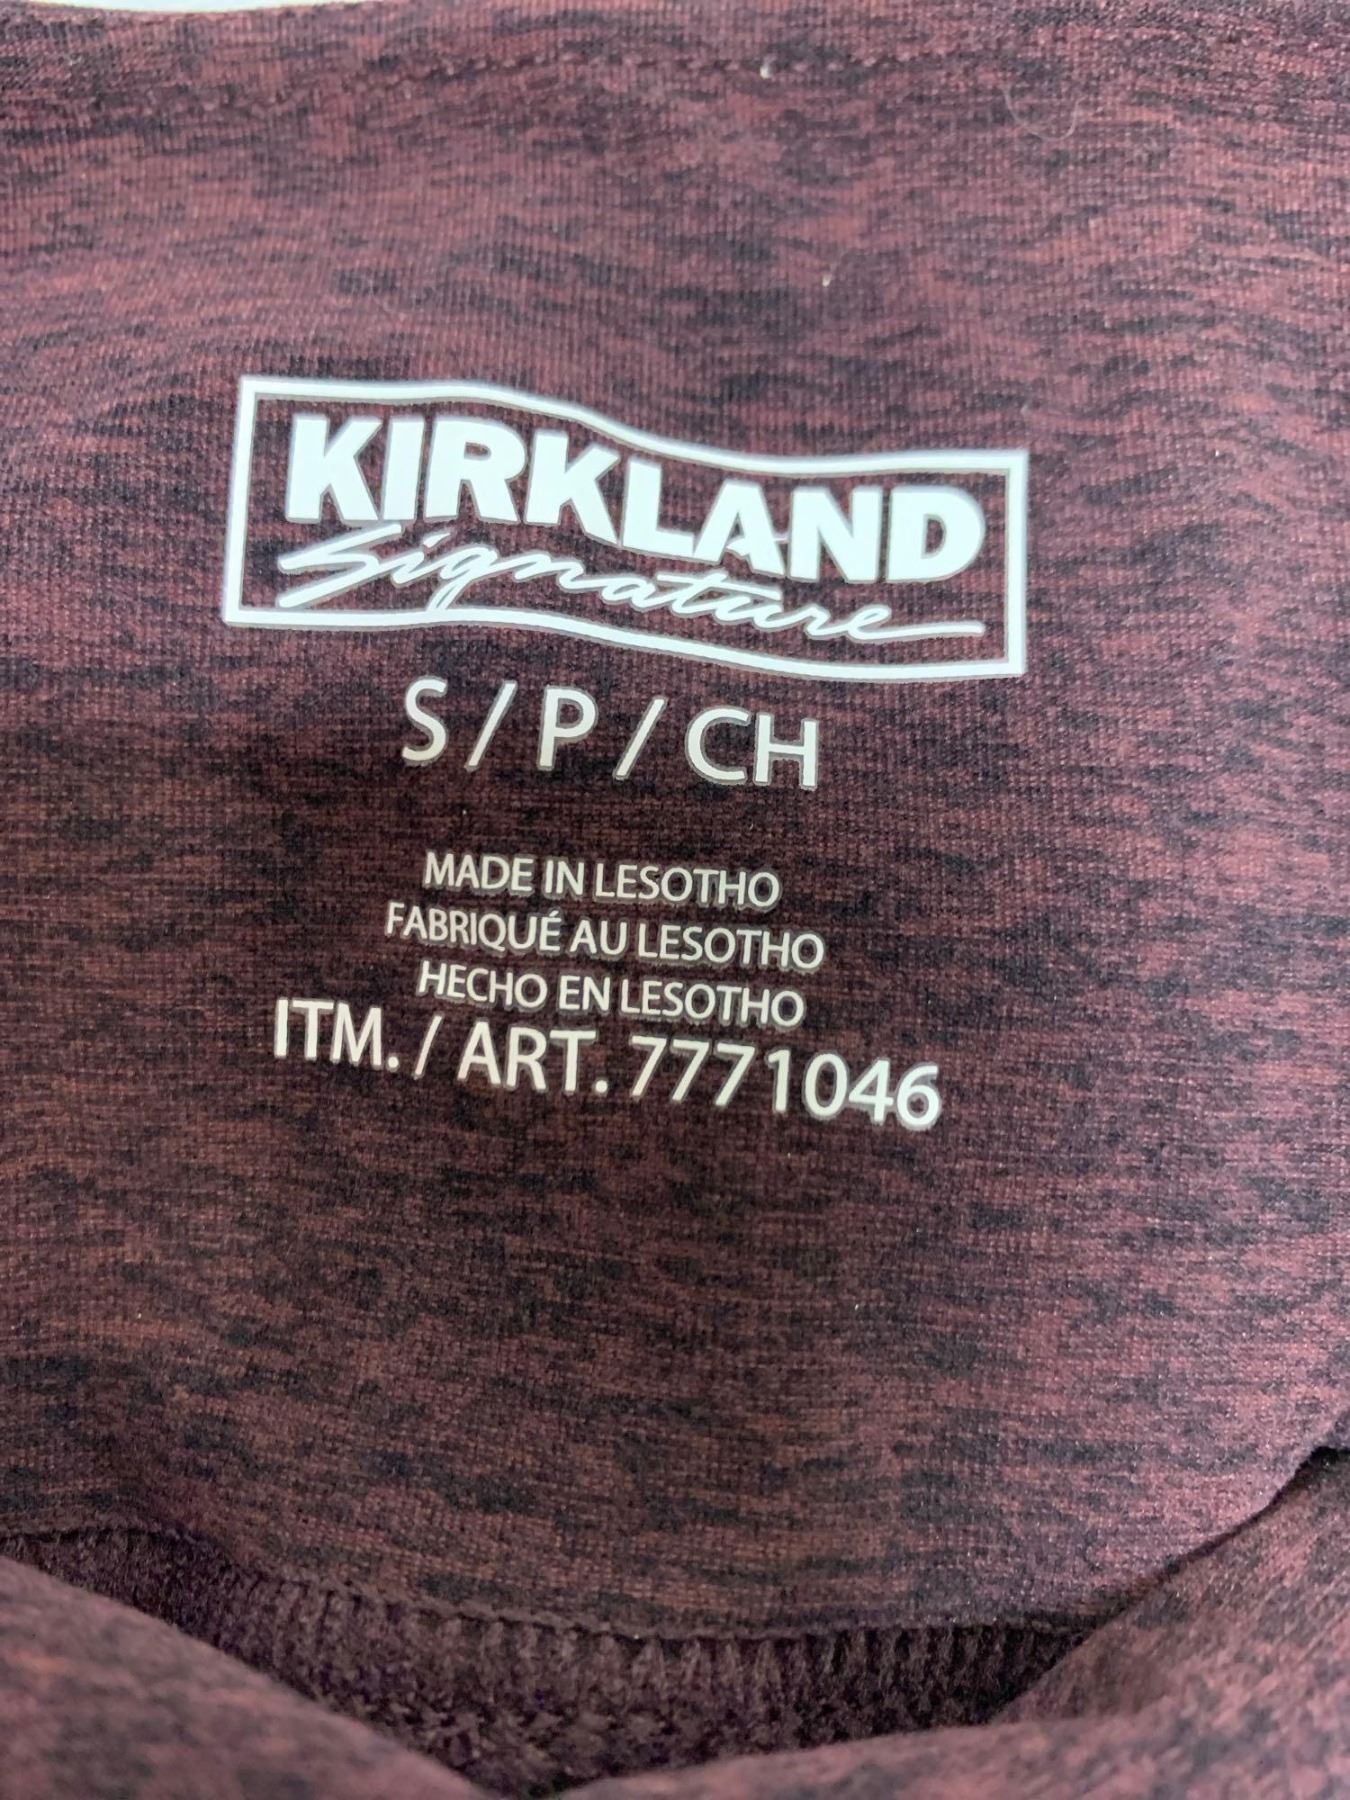 KIRKLAND
Signature
S / P / CH
MADE IN LESOTHO
FABRIQUÉ AU LESOTHO
HECHO EN LESOTHO
ITM. / ART. 7771046